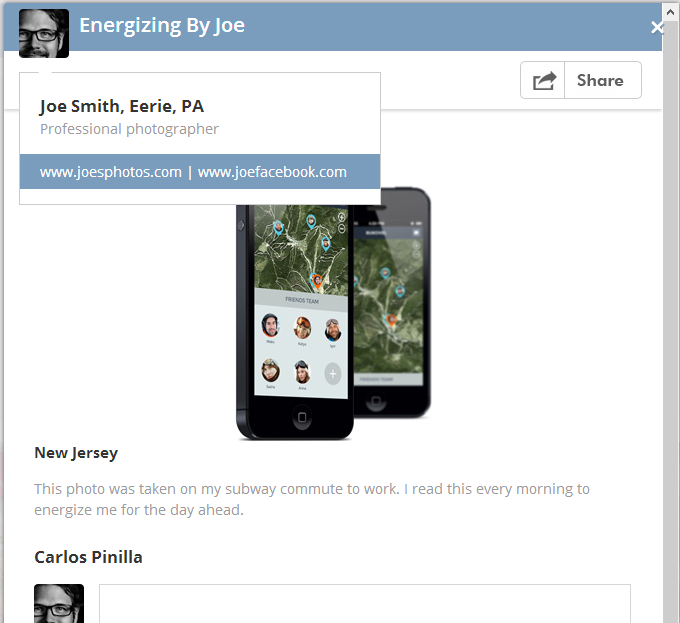 Energizing By Joe
Share
Joe Smith, Eerie, PA
Professional photographer
www.joesphotos.com | www.joefacebook.com
FRIENDS TEAM
FRIENDS TEAM
New Jersey
This photo was taken on my subway commute to work. I read this every morning to
energize me for the day ahead.
Carlos Pinilla